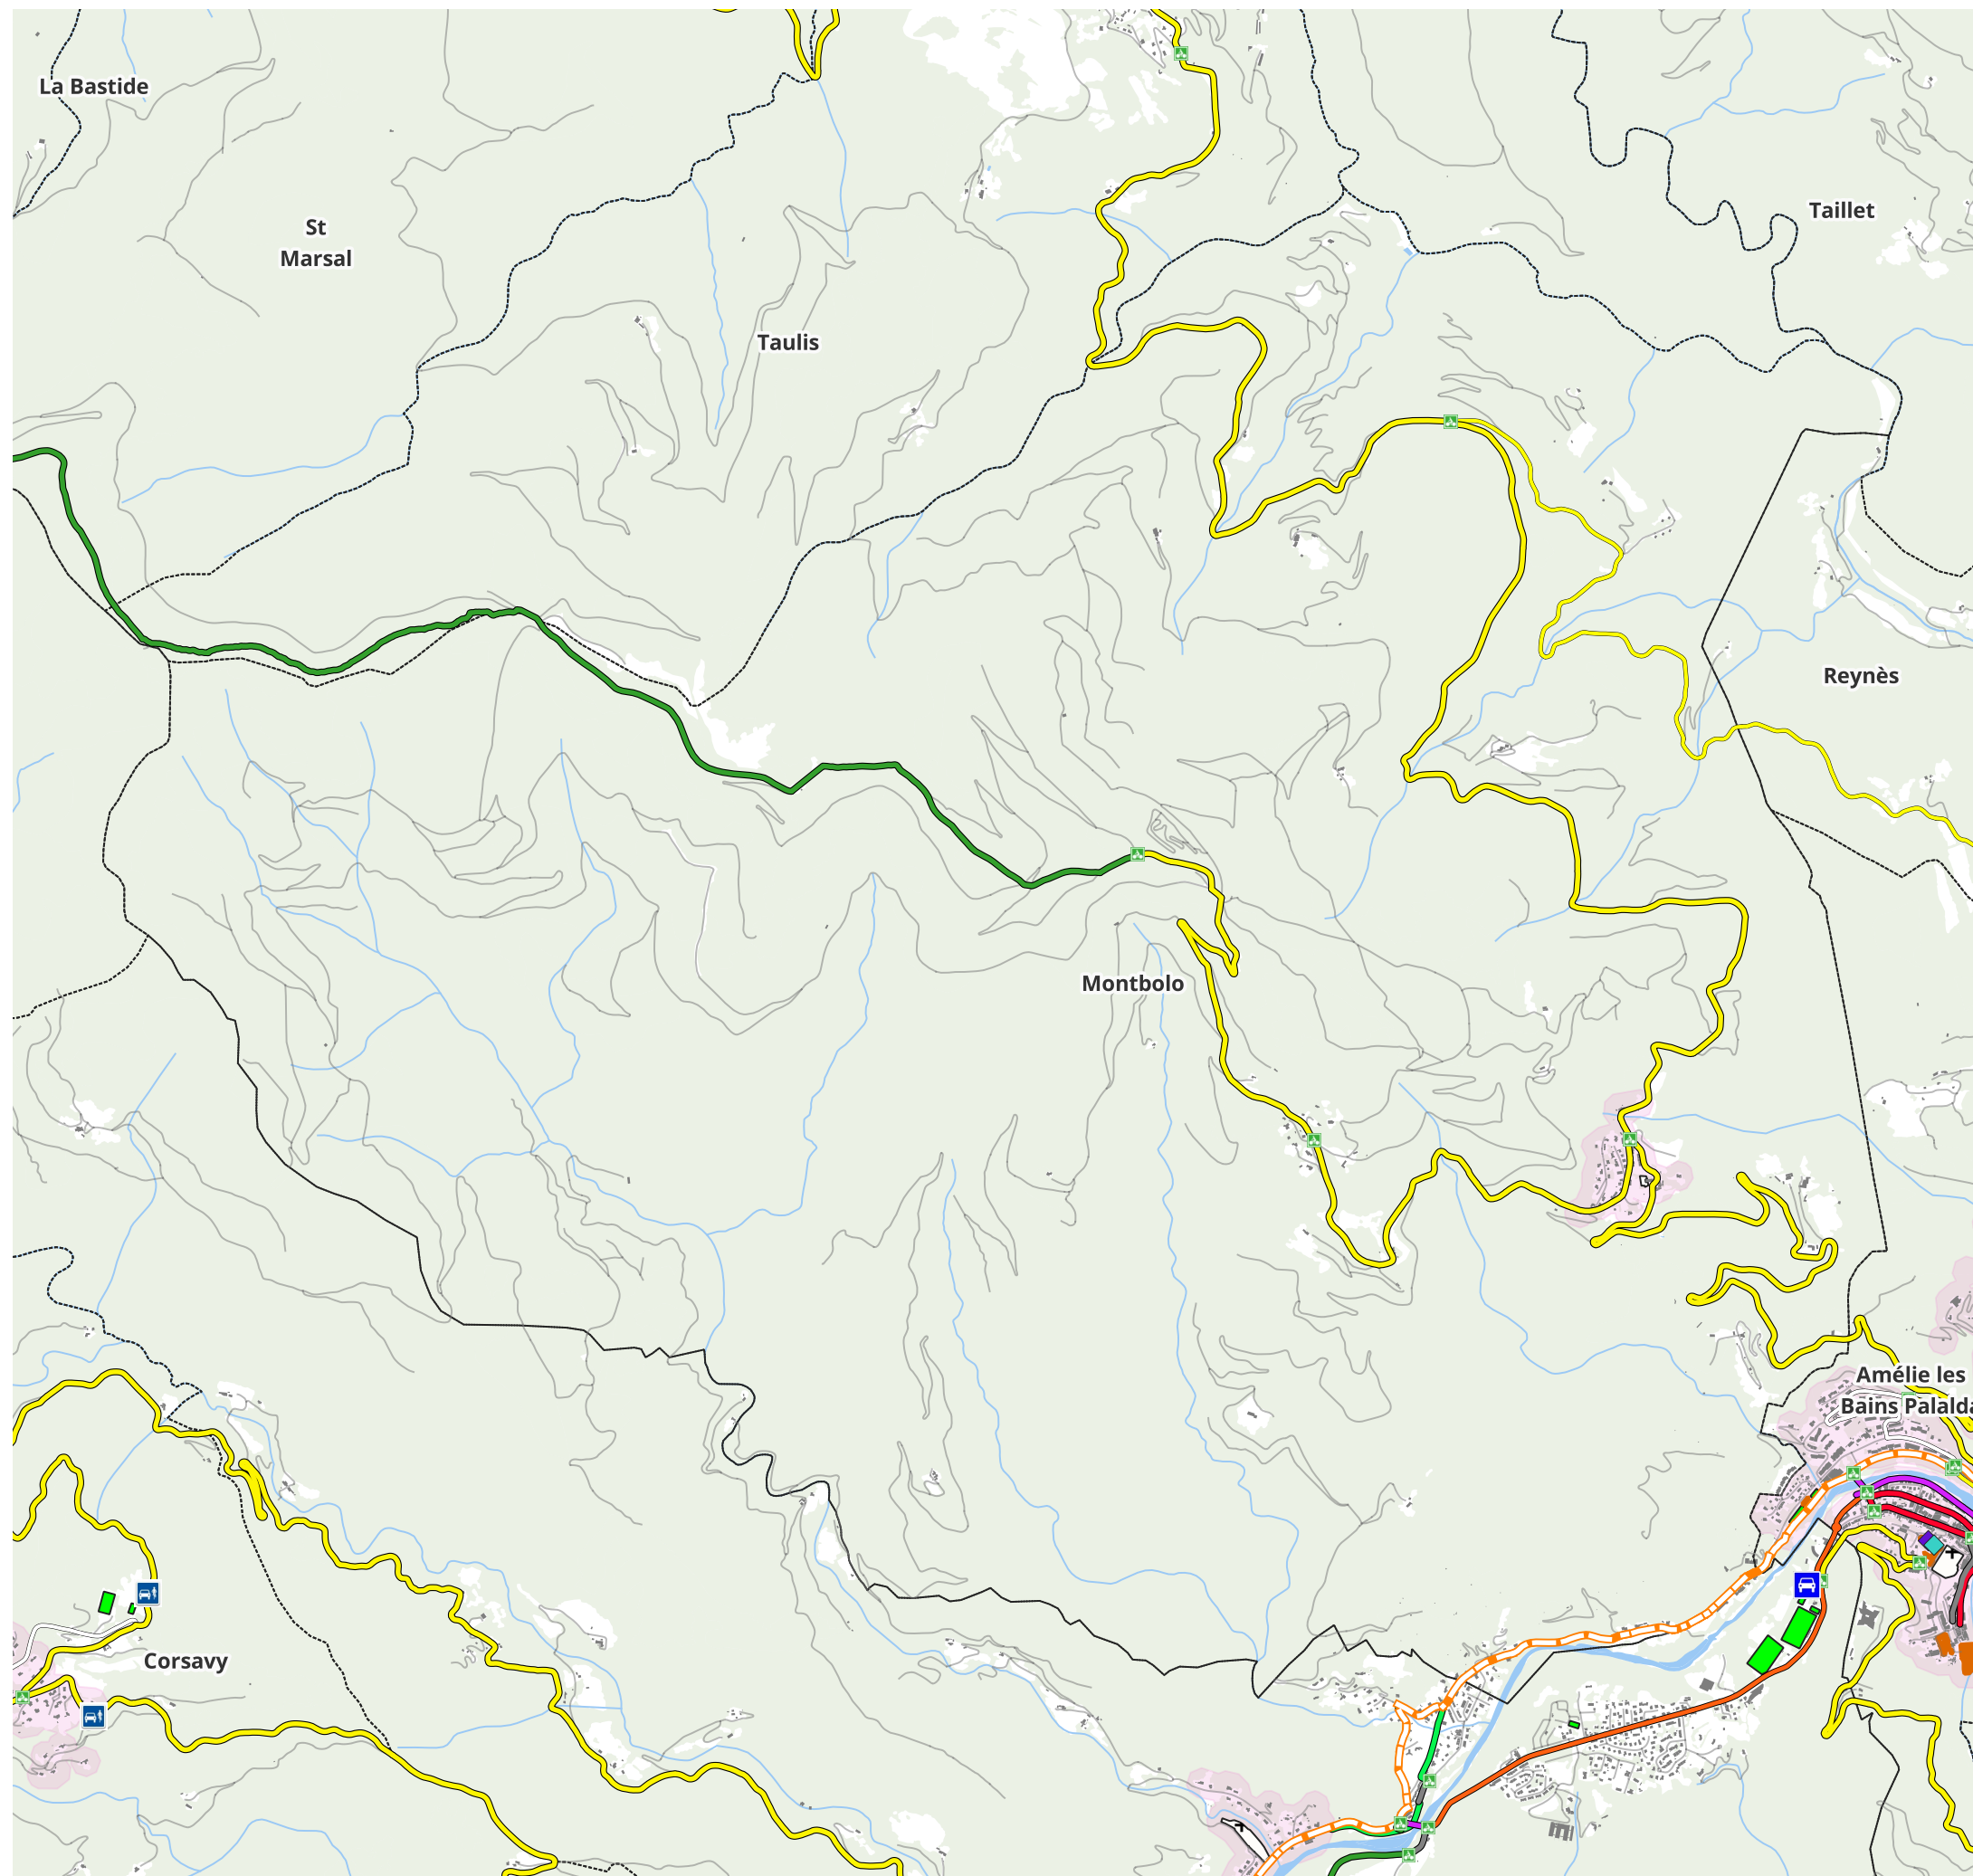 La Bastide
St
Marsal
Taillet
Taulis
Reynès
Montbolo
Amélie les
Bains Palalda
Corsavy